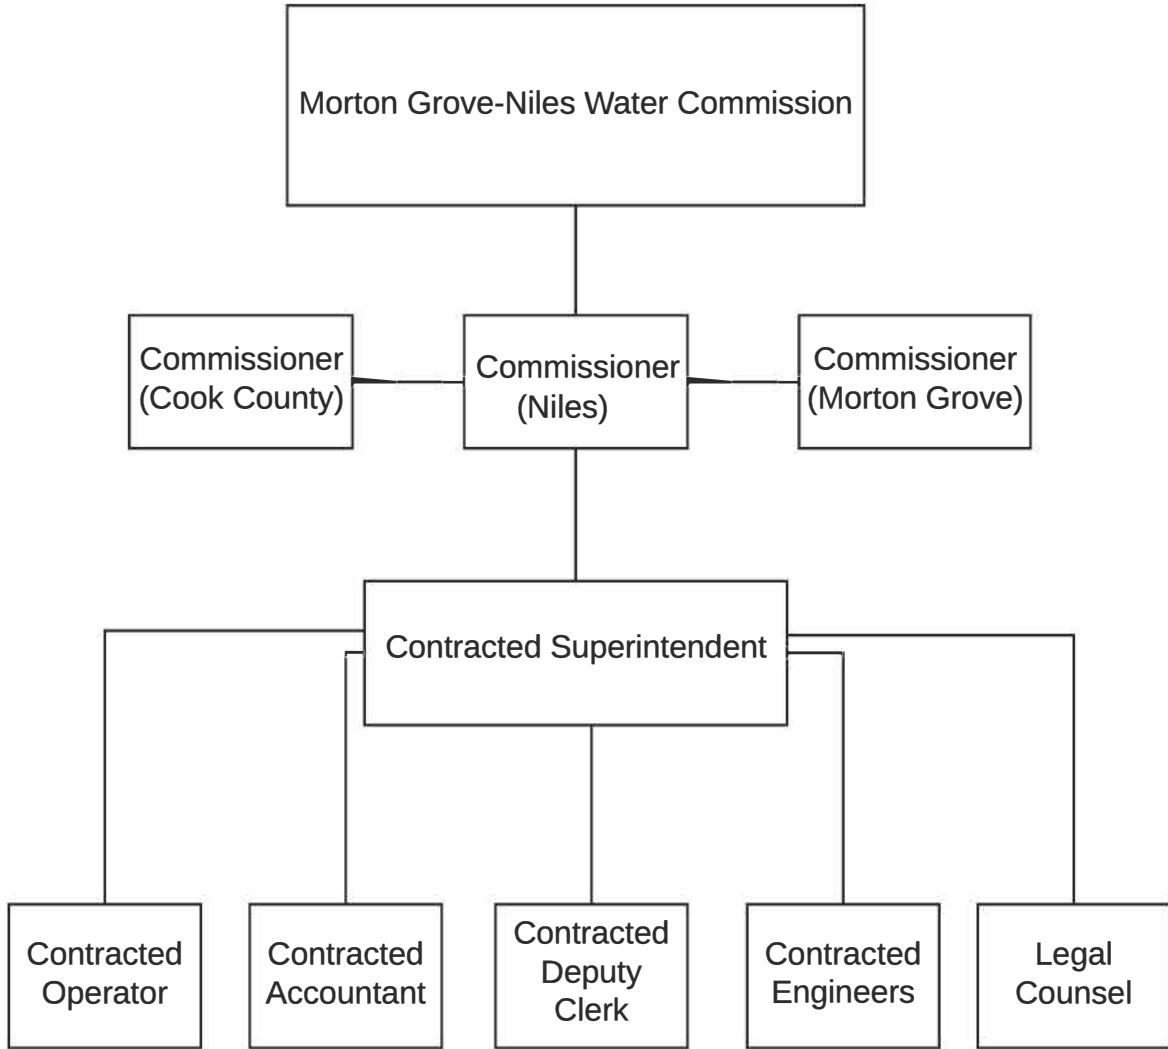 Morton Grove-Niles Water Commission
Commissioner
(Cook County)
Commissioner
(Niles)
Commissioner
(Morton Grove)
Contracted Superintendent
Contracted
Operator
Contracted
Accountant
Contracted
Deputy
Clerk
Contracted
Engineers
Legal
Counsel